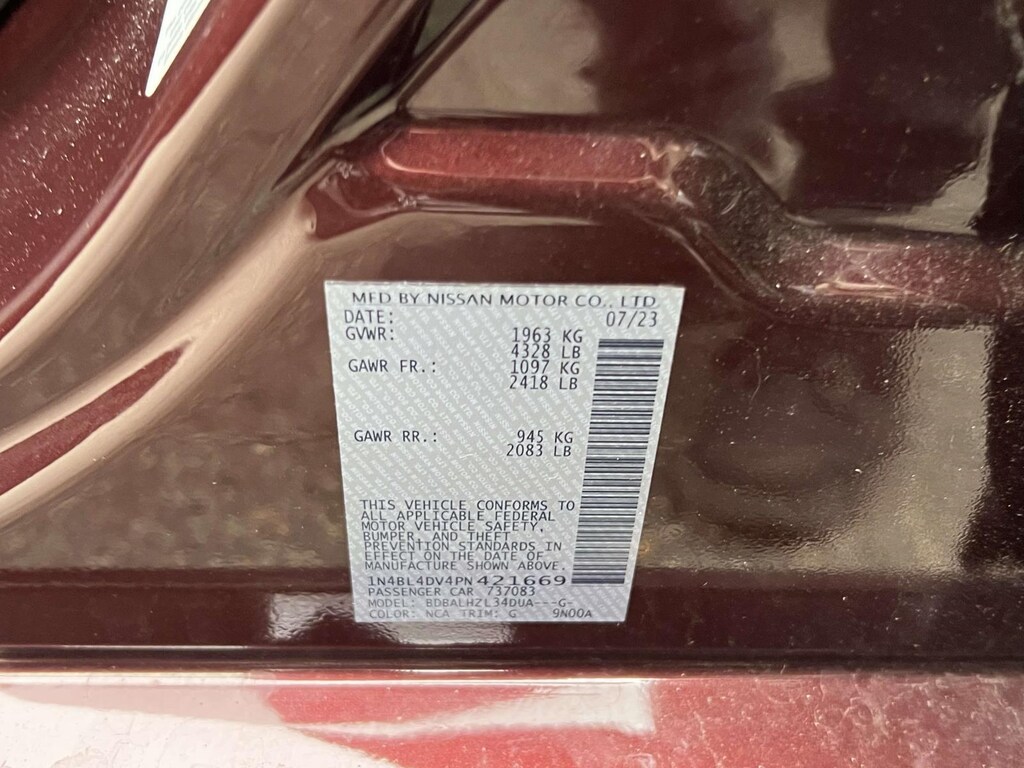 MFD BY NISSAN MOTOR CO., LTD.
DATE: 07/23
GVWR: 1963 KG
4328 LB
GAWR FR.: 1097 KG
2418 LB
GAWR RR.: 945 KG
2083 LB
THIS VEHICLE CONFORMS TO
ALL APPLICABLE FEDERAL
MOTOR VEHICLE SAFETY,
BUMPER, AND THEFT
PREVENTION STANDARDS IN
EFFECT ON THE DATE OF
MANUFACTURE SHOWN ABOVE.
1N4BL4DV4PN421669
PASSENGER CAR 737083
MODEL: BDBALHZL34DUA---G-
COLOR: NCA TRIM: G 9N00A